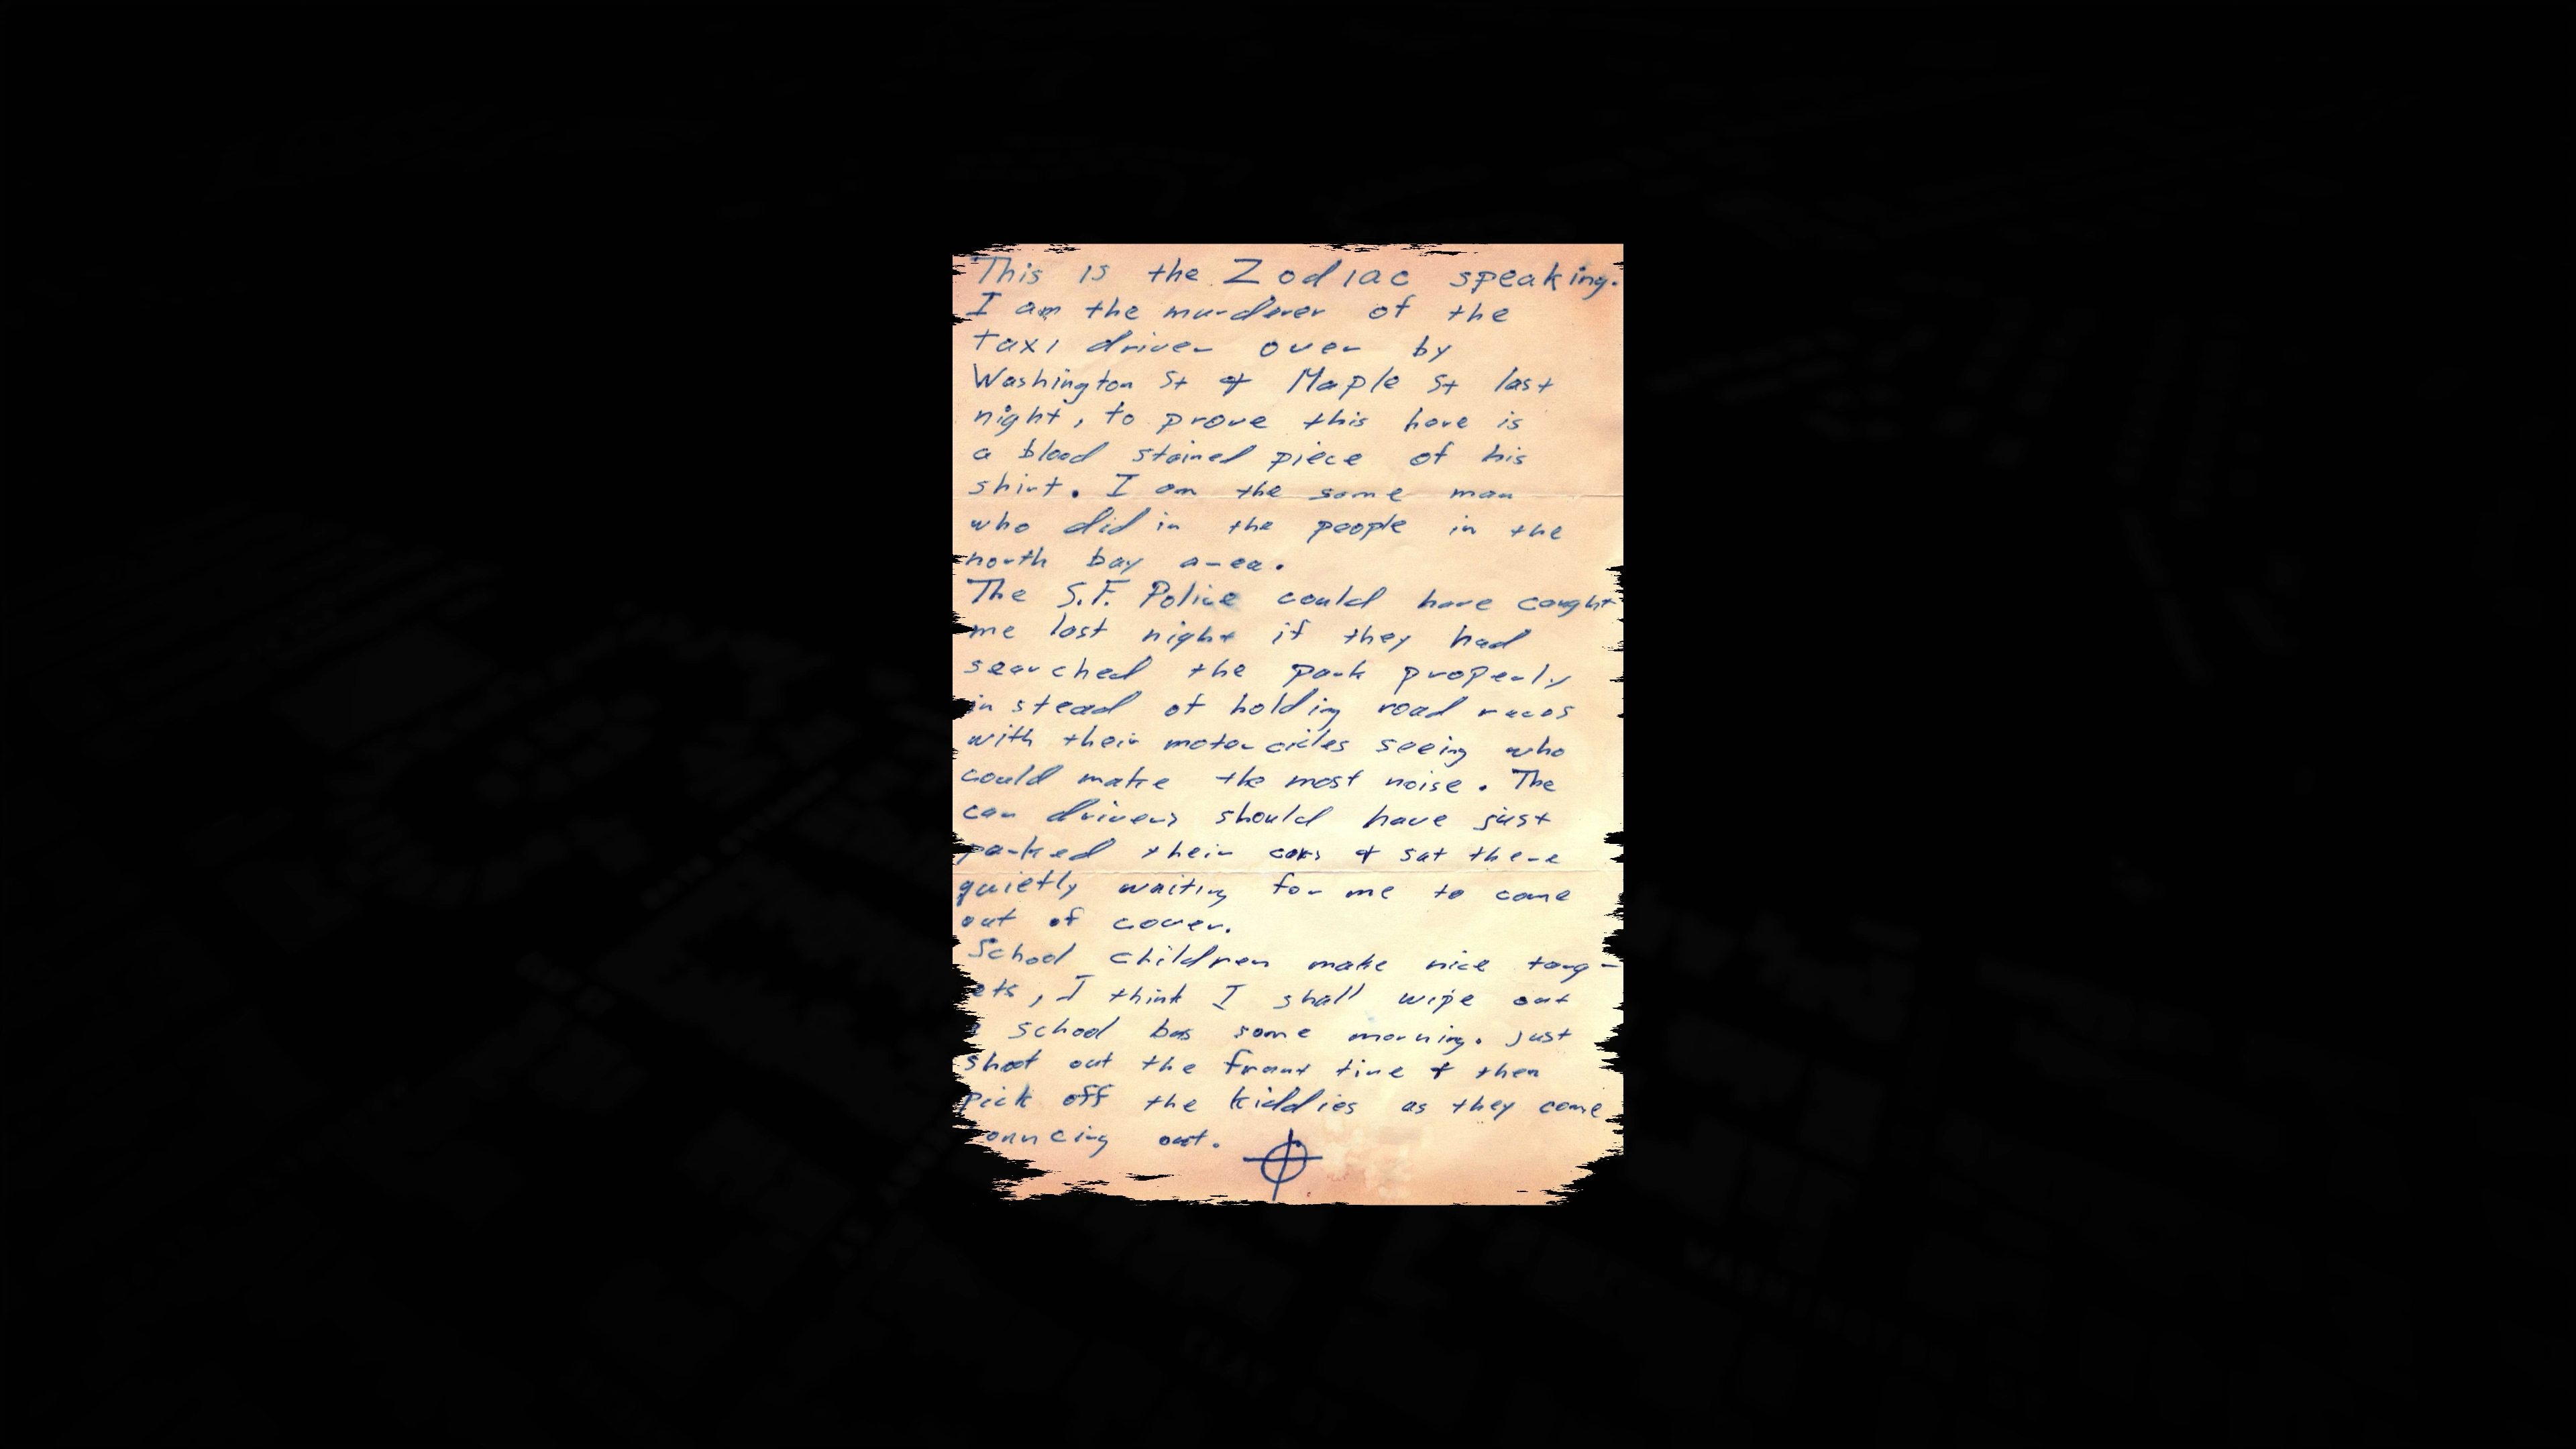 This is the Zodiac speaking.
I am the murderer of the
taxi driver over by
Washington St & Maple St last
night, to prove this here is
a blood stained piece of his
shirt. I am the same man
who did in the people in the
north bay area.
The S.F. Police could have caught
me last night if they had
searched the park properly
in stead of holding road races
with their motorcicles seeing who
could make the most noise. The
car drivers should have just
parked their cars & sat there
quietly waiting for me to come
out of cover.
School children make nice targ-
ets, I think I shall wipe out
a school bus some morning. Just
shoot out the front tire & then
pick off the kiddies as they come
ouncing out.